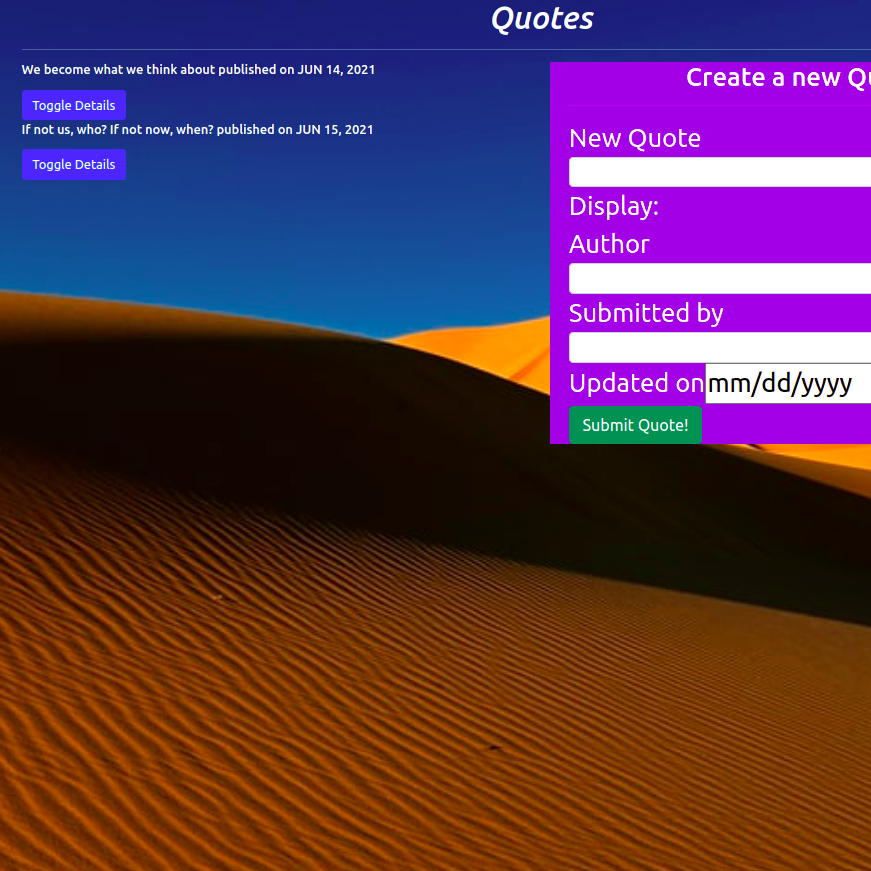 Quotes
We become what we think about published on JUN 14, 2021
Toggle Details
If not us, who? If not now, when? published on JUN 15, 2021
Toggle Details
Create a new
New Quote
Display:
Author
Submitted by
Updated on mm/dd/yyyy
Submit Quote!